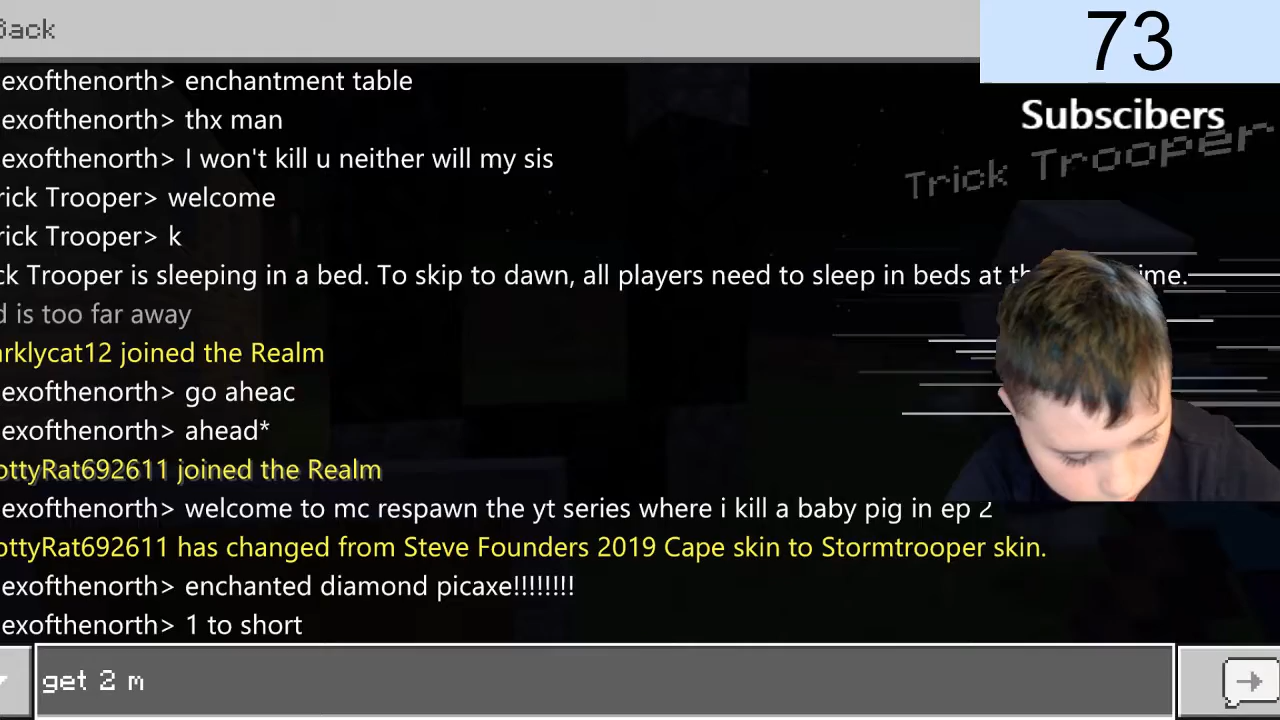 Back
73
Subscibers
Trick Trooper
exofthenorth> enchantment table
exofthenorth> thx man
exofthenorth> I won't kill u neither will my sis
rick Trooper> welcome
rick Trooper> k
ck Trooper is sleeping in a bed. To skip to dawn, all players need to sleep in beds at th ime.
d is too far away
arklycat12 joined the Realm
exofthenorth> go aheac
exofthenorth> ahead*
ottyRat692611 joined the Realm
exofthenorth> welcome to mc respawn the yt series where i kill a baby pig in ep 2
ottyRat692611 has changed from Steve Founders 2019 Cape skin to Stormtrooper skin.
exofthenorth> enchanted diamond picaxe!!!!!!!!
exofthenorth> 1 to short
get 2 m